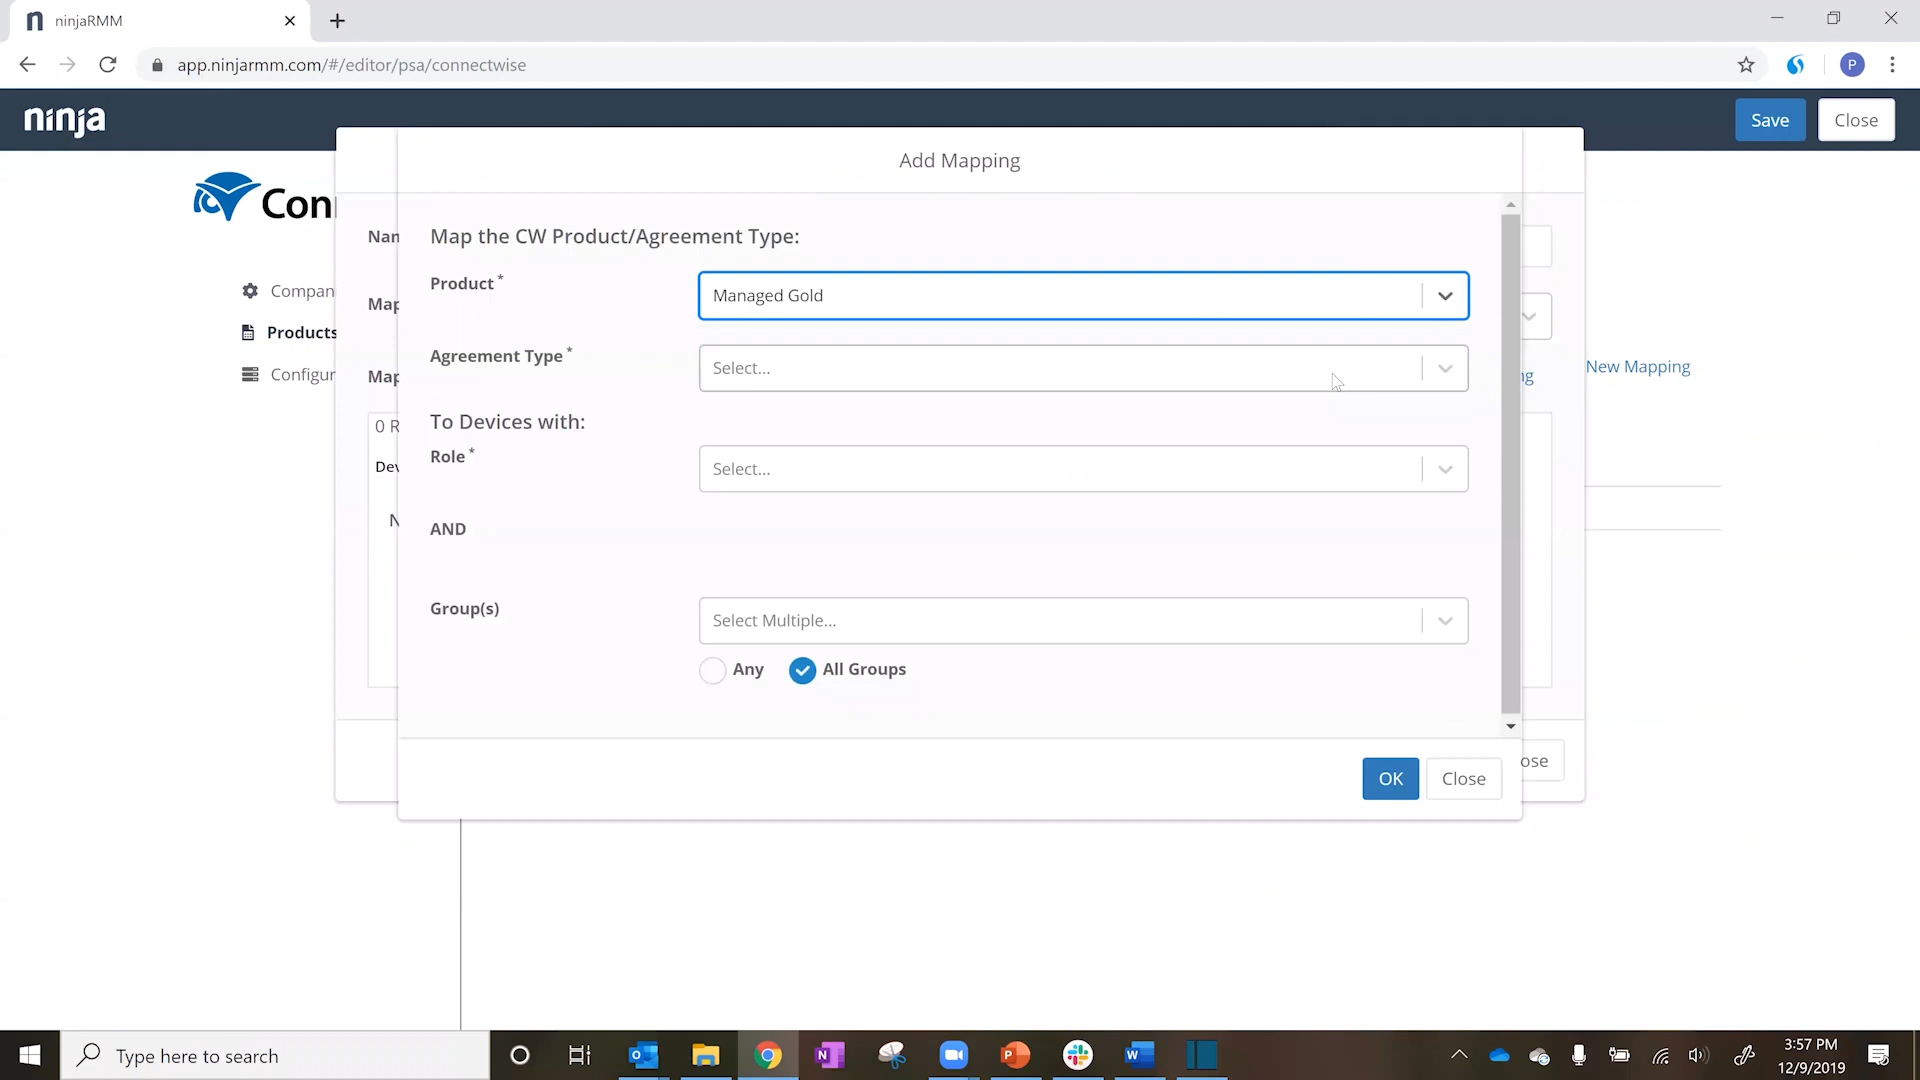 ninjaRMM
app.ninjarmm.com/#/editor/psa/connectwise
P
ninja
Save
Close
Add Mapping
Con
Map the CW Product/Agreement Type:
Nan
Product *
Managed Gold
Compan
Map
Products
Agreement Type *
Select...
New Mapping
Configur
Map
ng
To Devices with:
0 R
Role *
Select...
Dev
N
AND
Group(s)
Select Multiple...
Any
All Groups
OK
Close
ose
Type here to search
3:57 PM
12/9/2019